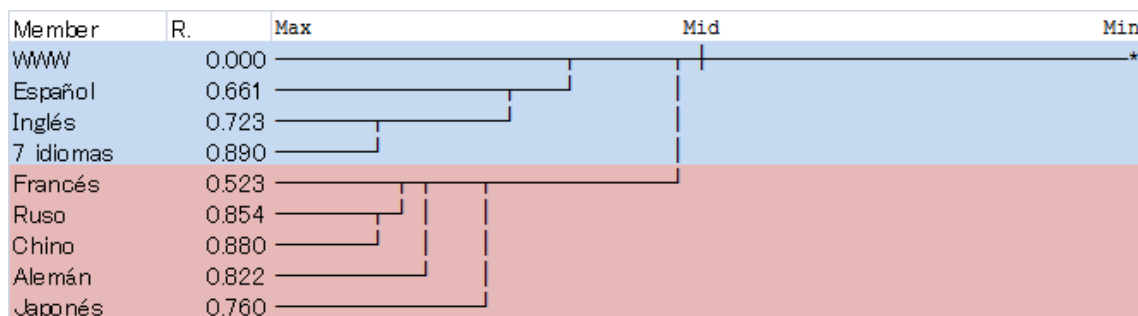 Member R. Max Mid Min
WWW 0.000 *
Español 0.661
Inglés 0.723
7 idiomas 0.890
Francés 0.523
Ruso 0.854
Chino 0.880
Alemán 0.822
Japonés 0.760